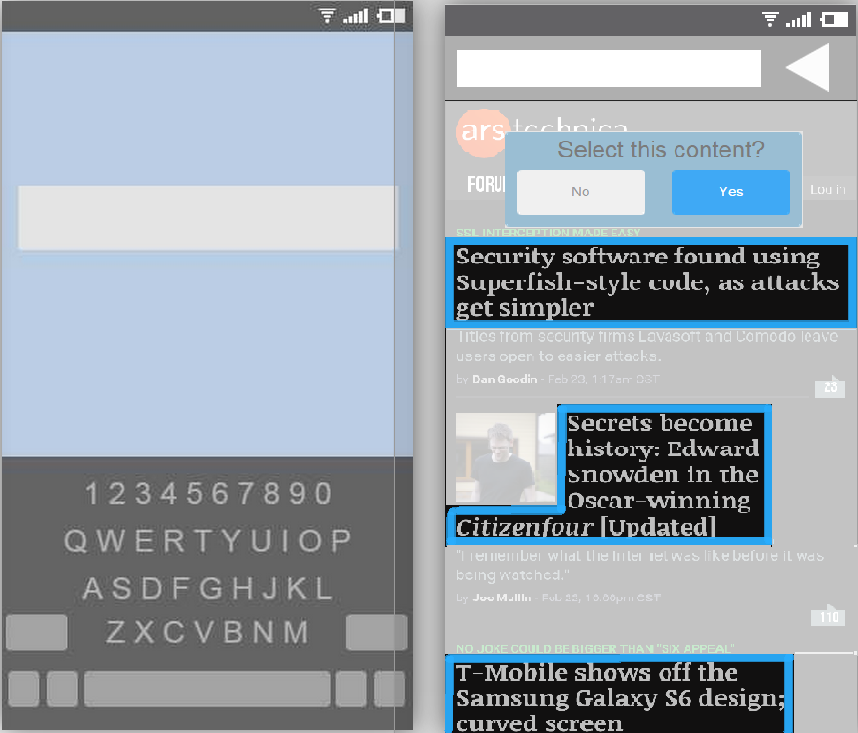 1 2 3 4 5 6 7 8 9 0
Q W E R T Y U I O P
A S D F G H J K L
Z X C V B N M
ars technica
Select this content?
No
Yes
FORU
Log in
SSL INTERCEPTION MADE EASY
Security software found using
Superfish-style code, as attacks
get simpler
Titles from security firms Lavasoft and Comodo leave
users open to easier attacks.
by Dan Goodin - Feb 23, 1:17am CST
23
Secrets become
history: Edward
Snowden in the
Oscar-winning
Citizenfour [Updated]
"I remember what the Internet was like before it was
being watched."
by Joe Mullin - Feb 22, CST
110
NO JOKE COULD BE BIGGER THAN "SIX APPEAL"
T-Mobile shows off the
Samsung Galaxy S6 design;
curved screen